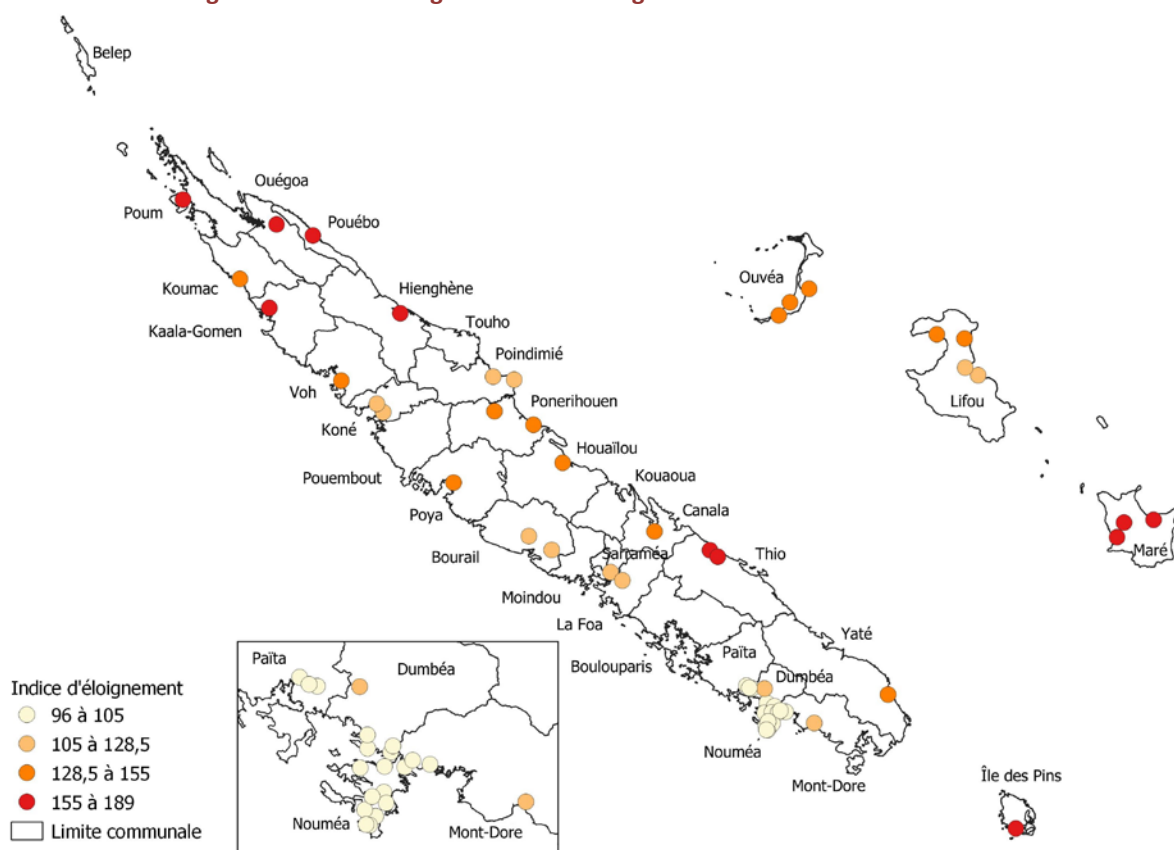 Belep
Ouégoa
Poum
Pouébo
Ouvéa
Koumac
Hienghène
Kaala-Gomen
Touho
Poindimié
Voh
Ponerihouen
Lifou
Koné
Houaïlou
Pouembout
Kouaoua
Poya
Canala
Bourail
Sarraméa
Thio
Maré
Moindou
La Foa
Yaté
Boulouparis
Païta
Dumbéa
Nouméa
Mont-Dore
Île des Pins
Païta
Dumbéa
Nouméa
Mont-Dore
Indice d'éloignement
96 à 105
105 à 128,5
128,5 à 155
155 à 189
Limite communale